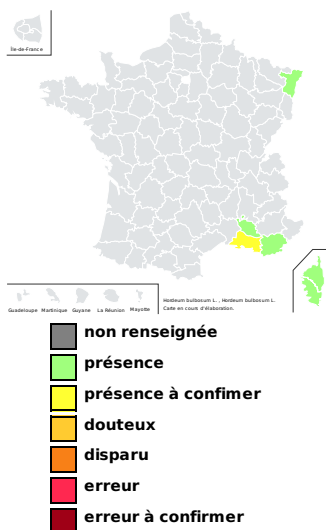 Île-de-France
Hordeum bulbosum L. , Hordeum bulbosum L.
Carte en cours d'élaboration.
Guadeloupe Martinique Guyane La Réunion Mayotte
non renseignée
présence
présence à confimer
douteux
disparu
erreur
erreur à confirmer